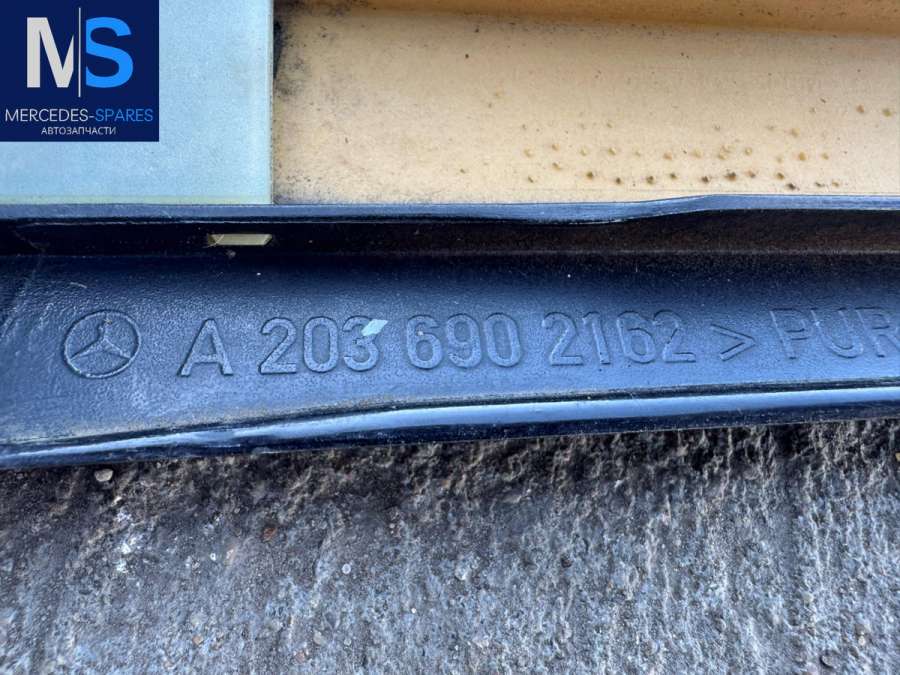 MS
MERCEDES-SPARES
АВТОЗАПЧАСТИ
A 203 690 2162 > PUR